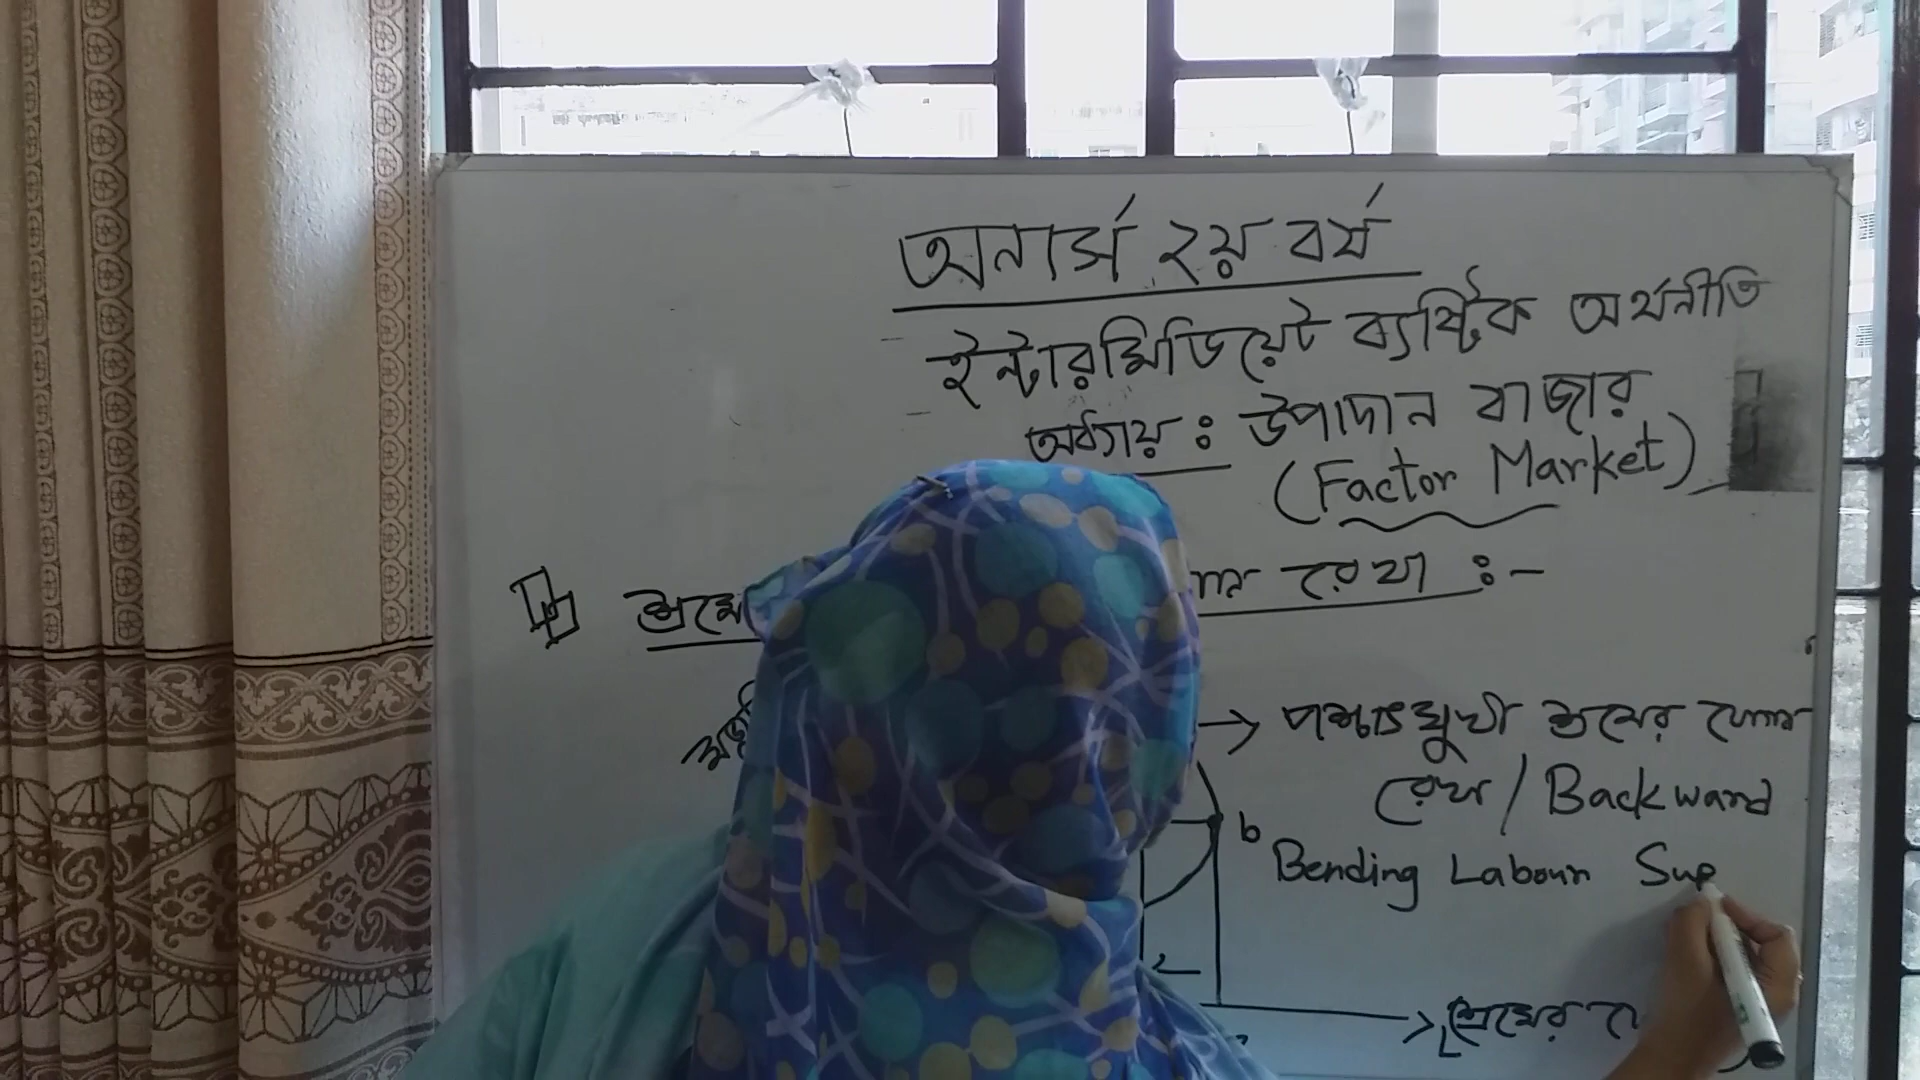 অনার্স ২য় বর্ষ
ইন্টারমিডিয়েট ব্যষ্টিক অর্থনীতি
অধ্যায় : উপাদান বাজার
(Factor Market)
শ্রমে রেখা :-
পশ্চাৎমুখী শ্রমের যোগান
রেখা / Backward
b
Bending Labour Sup
শ্রমের